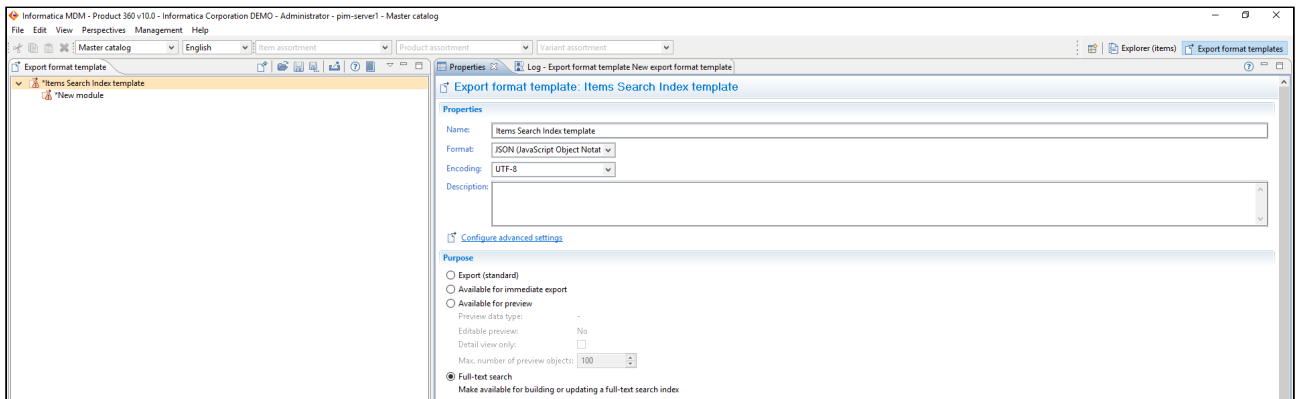 Informatica MDM - Product 360 v10.0 - Informatica Corporation DEMO - Administrator - pim-server1 - Master catalog
File Edit View Perspectives Management Help
Master catalog English Item assortment Product assortment Variant assortment Explorer (items) Export format templates
Export format template
*Items Search Index template
*New module
Properties Log - Export format template New export format template
Export format template: Items Search Index template
Properties
Name: Items Search Index template
Format: JSON (JavaScript Object Notat
Encoding: UTF-8
Description:
Configure advanced settings
Purpose
Export (standard)
Available for immediate export
Available for preview
Preview data type: -
Editable preview: No
Detail view only:
Max. number of preview objects: 100
Full-text search
Make available for building or updating a full-text search index